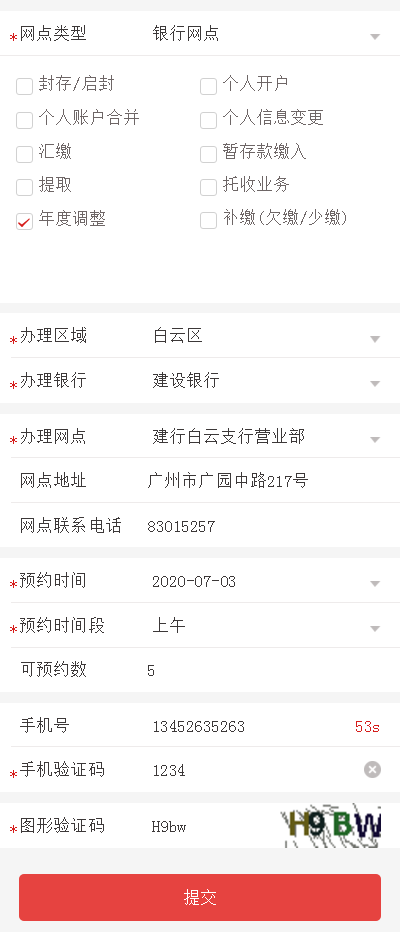 *网点类型 银行网点
封存/启封 个人开户
个人账户合并 个人信息变更
汇缴 暂存款缴入
提取 托收业务
年度调整 补缴(欠缴/少缴)
*办理区域 白云区
*办理银行 建设银行
*办理网点 建行白云支行营业部
网点地址 广州市广园中路217号
网点联系电话 83015257
*预约时间 2020-07-03
*预约时间段 上午
可预约数 5
手机号 13452635263 53s
*手机验证码 1234
*图形验证码 H9bw H9BW
提交